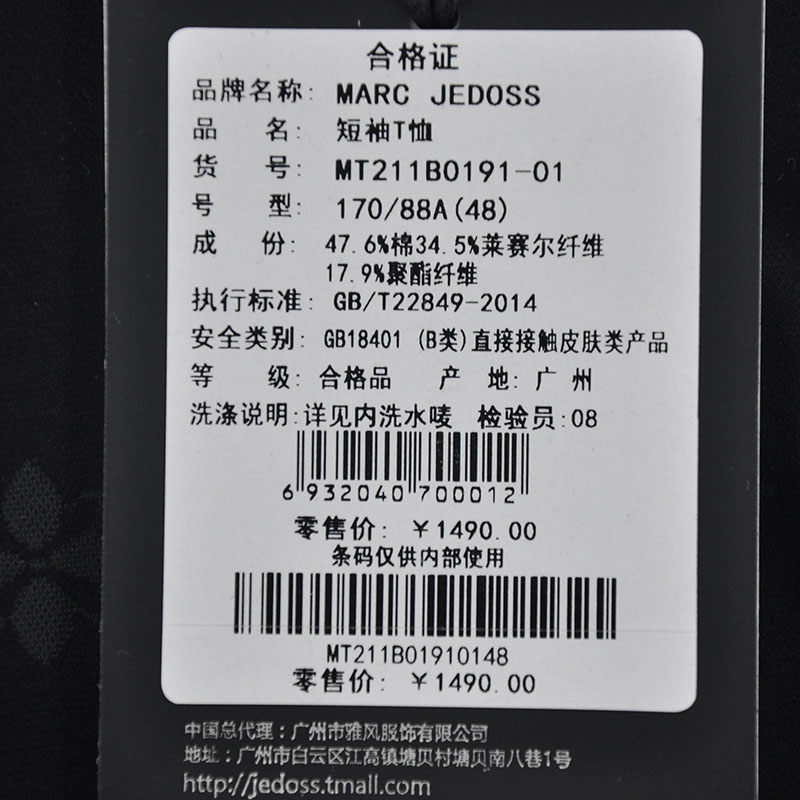 合格证
品牌名称: MARC JEDOSS
品 名: 短袖T恤
货 号: MT211B0191-01
号 型: 170/88A(48)
成 份: 47.6%棉34.5%莱赛尔纤维
17.9%聚酯纤维
执行标准: GB/T22849-2014
安全类别: GB18401 (B类)直接接触皮肤类产品
等 级: 合格品 产 地: 广 州
洗涤说明:详见内洗水唛 检验员:08
6 932040 700012
零售价: ￥1490.00
条码仅供内部使用
MT211B01910148
零售价: ￥1490.00
中国总代理：广州市雅风服饰有限公司
地址：广州市白云区江高镇塘贝村塘贝南八巷1号
http://jedoss.tmall.com